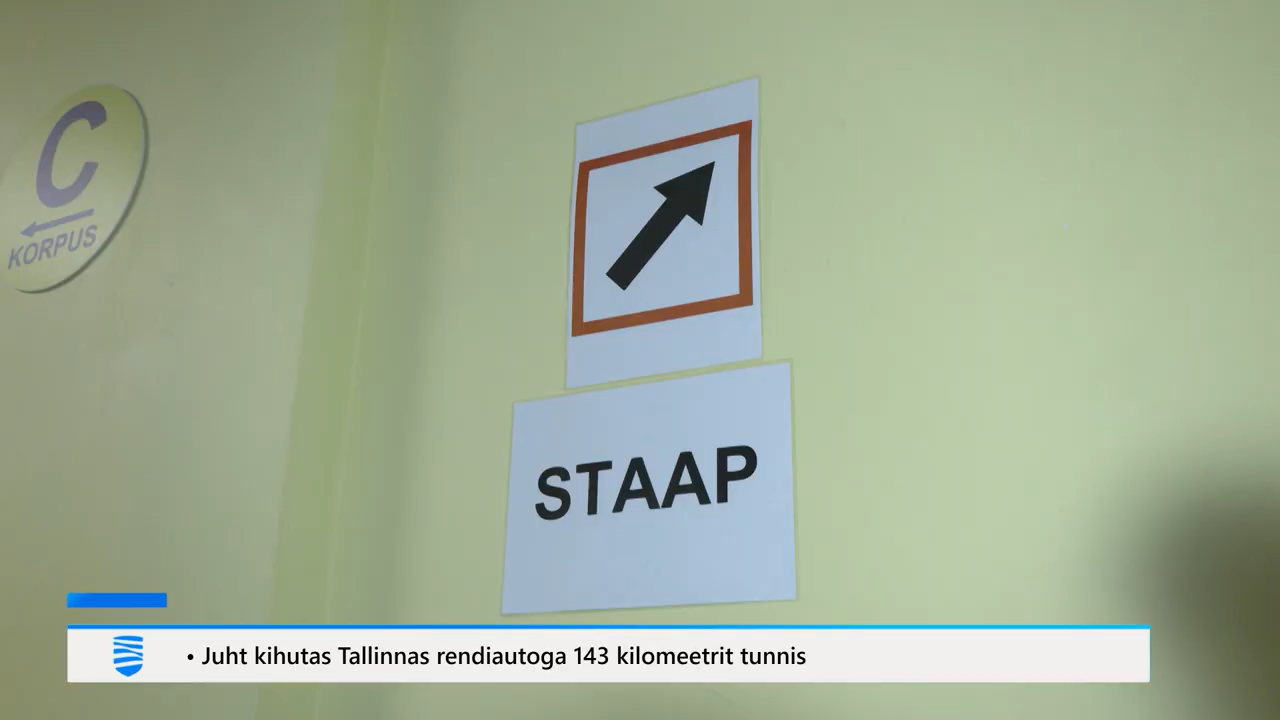 C
KORPUS
STAAP
• Juht kihutas Tallinnas rendiautoga 143 kilomeetrit tunnis